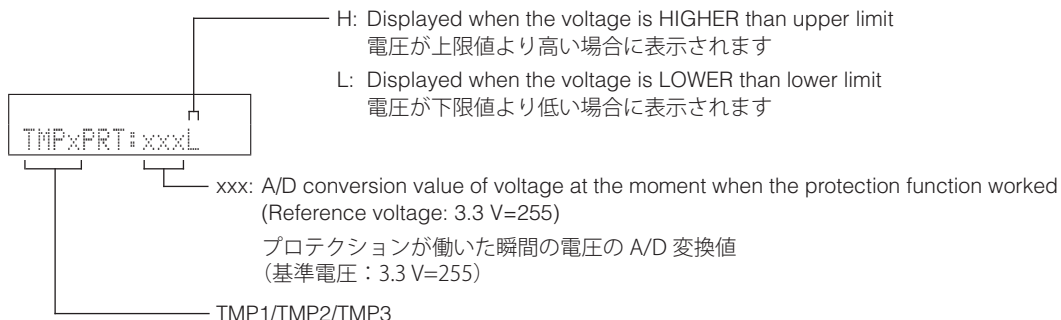 H: Displayed when the voltage is HIGHER than upper limit
電圧が上限値より高い場合に表示されます
L: Displayed when the voltage is LOWER than lower limit
電圧が下限値より低い場合に表示されます
TMPxPRT:xxxL
xxx: A/D conversion value of voltage at the moment when the protection function worked
(Reference voltage: 3.3 V=255)
プロテクションが働いた瞬間の電圧の A/D 変換値
（基準電圧：3.3 V=255）
TMP1/TMP2/TMP3